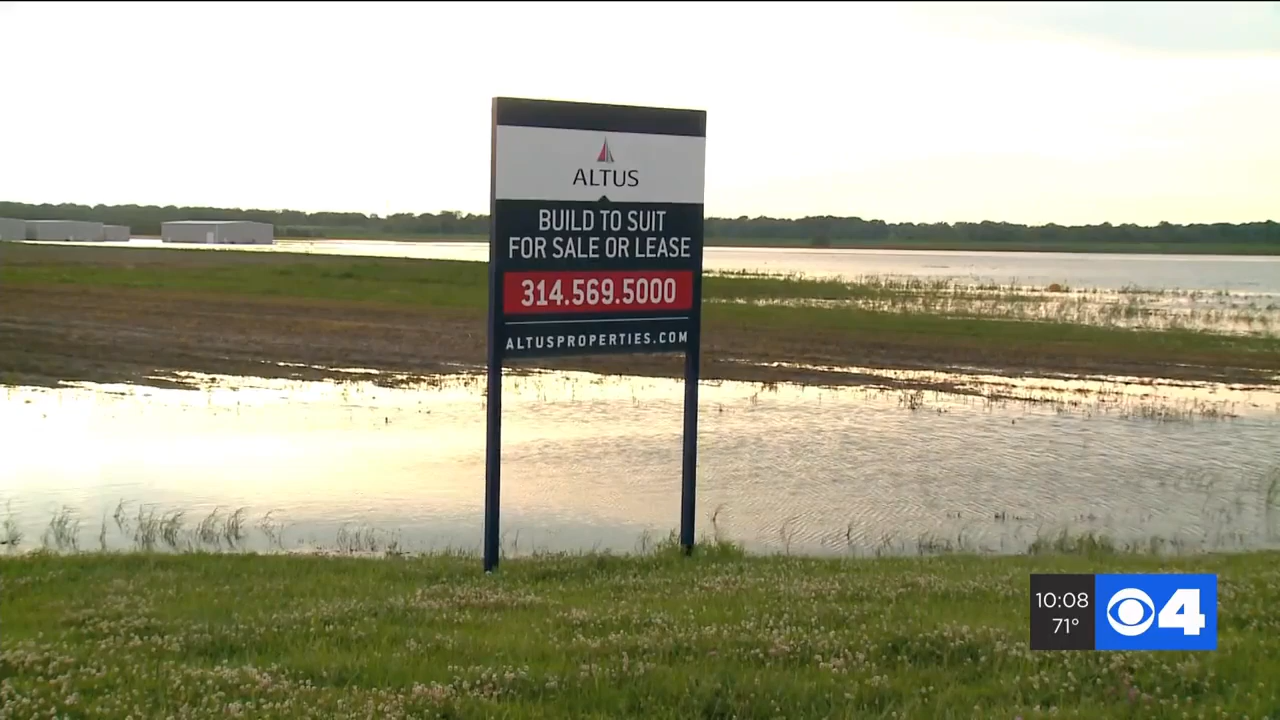 ALTUS
BUILD TO SUIT
FOR SALE OR LEASE
314.569.5000
ALTUSPROPERTIES.COM
10:08
71°
4